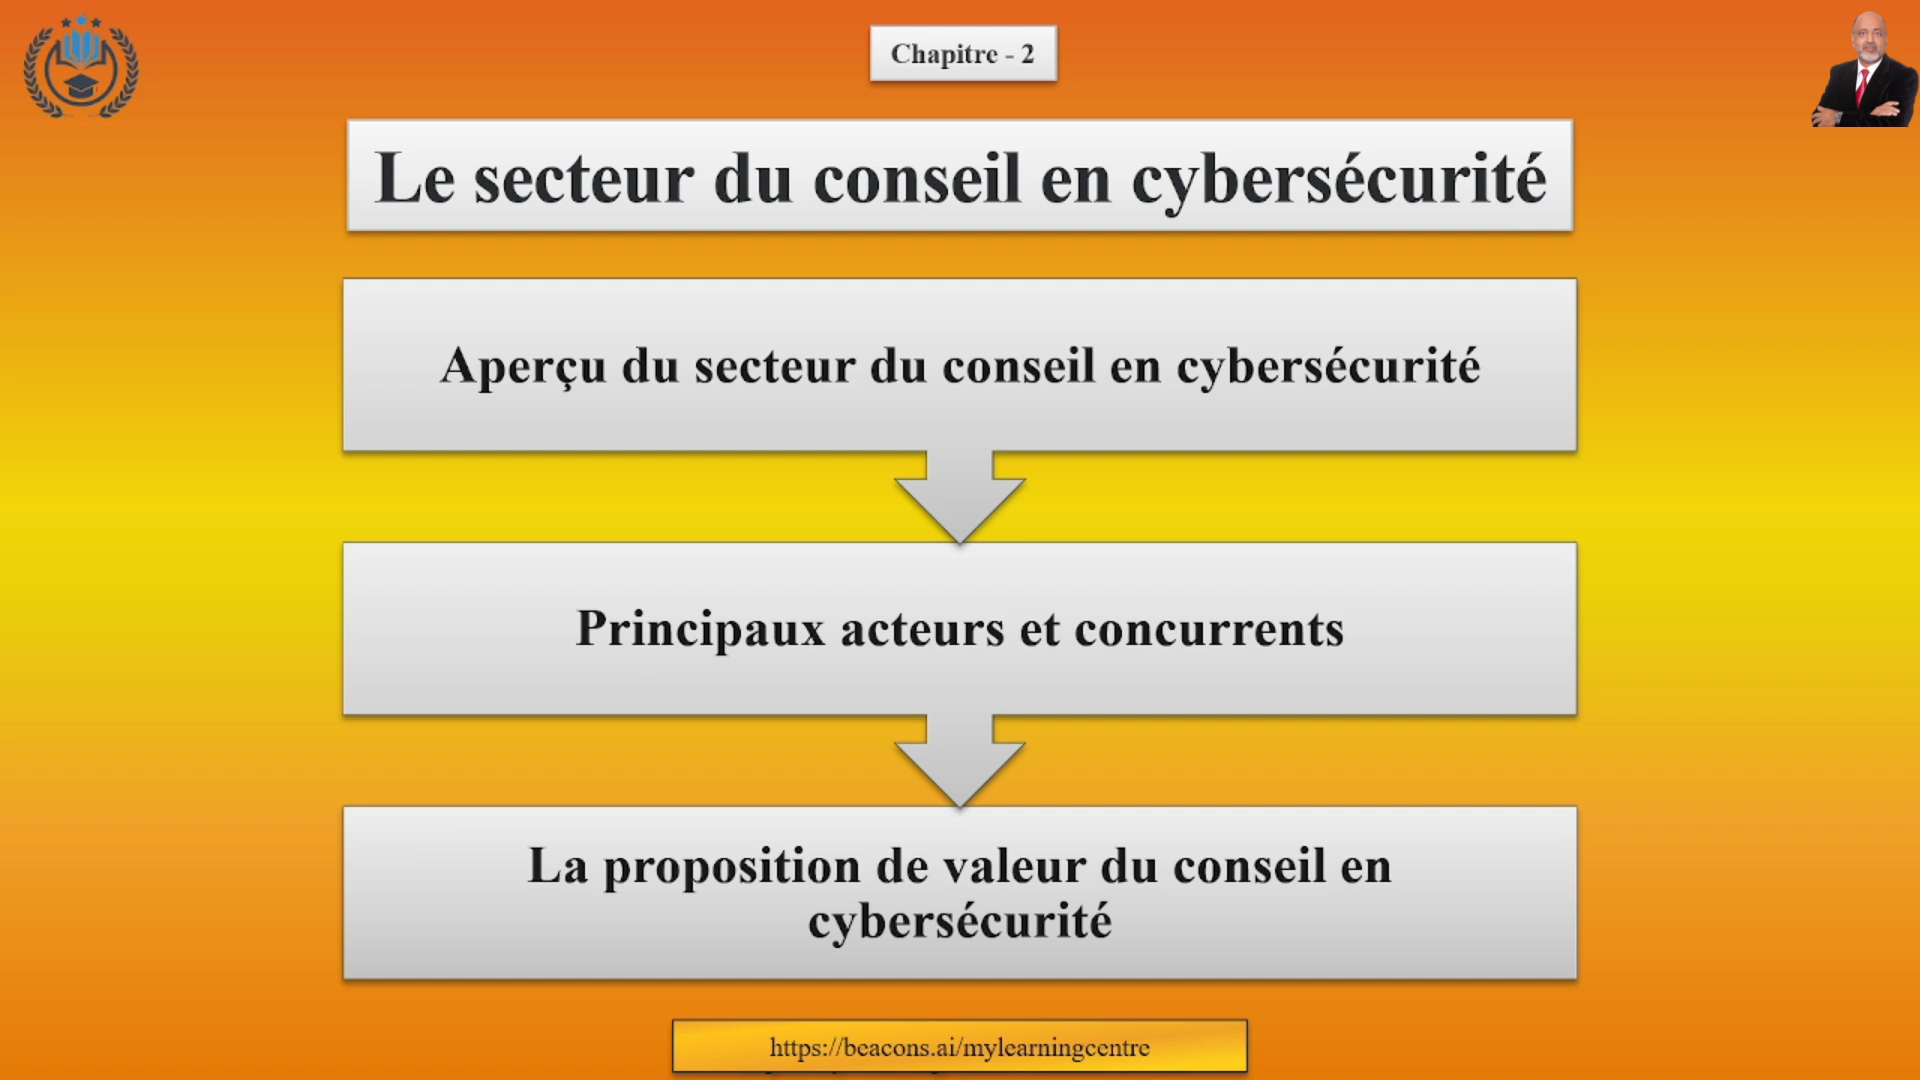 Chapitre - 2
Le secteur du conseil en cybersécurité
Aperçu du secteur du conseil en cybersécurité
Principaux acteurs et concurrents
La proposition de valeur du conseil en
cybersécurité
https://beacons.ai/mylearningcentre